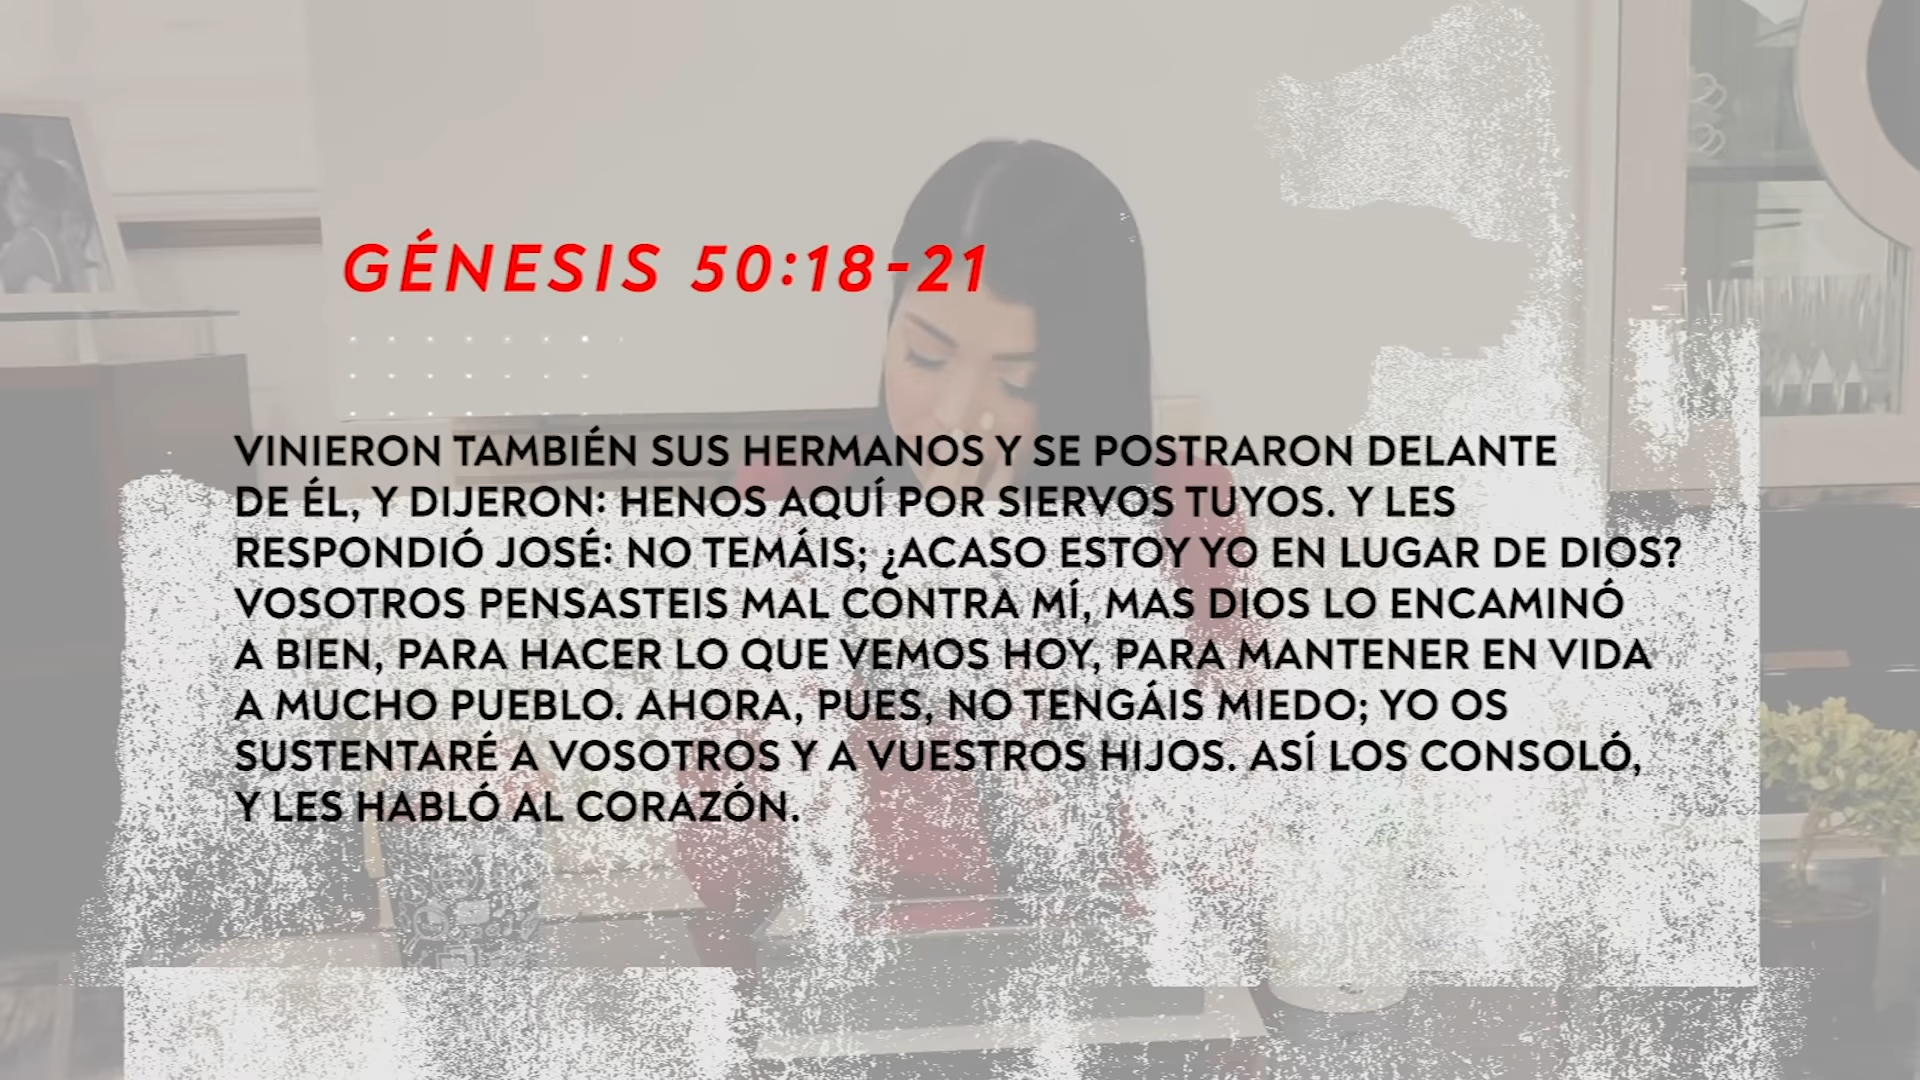 GÉNESIS 50:18-21
VINIERON TAMBIÉN SUS HERMANOS Y SE POSTRARON DELANTE
DE ÉL, Y DIJERON: HENOS AQUÍ POR SIERVOS TUYOS. Y LES
RESPONDIÓ JOSÉ: NO TEMÁIS; ¿ACASO ESTOY YO EN LUGAR DE DIOS?
VOSOTROS PENSASTEIS MAL CONTRA MÍ, MAS DIOS LO ENCAMINÓ
A BIEN, PARA HACER LO QUE VEMOS HOY, PARA MANTENER EN VIDA
A MUCHO PUEBLO. AHORA, PUES, NO TENGÁIS MIEDO; YO OS
SUSTENTARÉ A VOSOTROS Y A VUESTROS HIJOS. ASÍ LOS CONSOLÓ,
Y LES HABLÓ AL CORAZÓN.